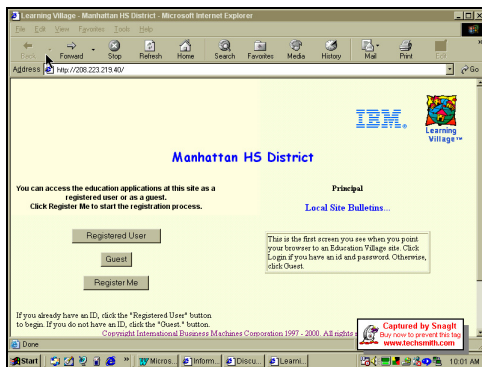 Learning Village - Manhattan HS District - Microsoft Internet Explorer
File Edit View Favorites Tools Help
Back Forward Stop Refresh Home Search Favorites Media History Mail Print Edit
Address http://208.223.219.40/ Go
IBM®
Learning
Village™
Manhattan HS District
You can access the education applications at this site as a
registered user or as a guest.
Click Register Me to start the registration process.
Principal
Local Site Bulletins...
Registered User
Guest
Register Me
This is the first screen you see when you point
your browser to an Education Village site. Click
Login if you have an id and password. Otherwise,
click Guest.
If you already have an ID, click the "Registered User" button
to begin. If you do not have an ID, click the "Guest." button.
Copyright International Business Machines Corporation 1997 - 2000. All rights
Captured by SnagIt
Buy now to prevent this tag
www.techsmith.com
Done
Start » Micros... Inform... Discu... Learni... 10:01 AM